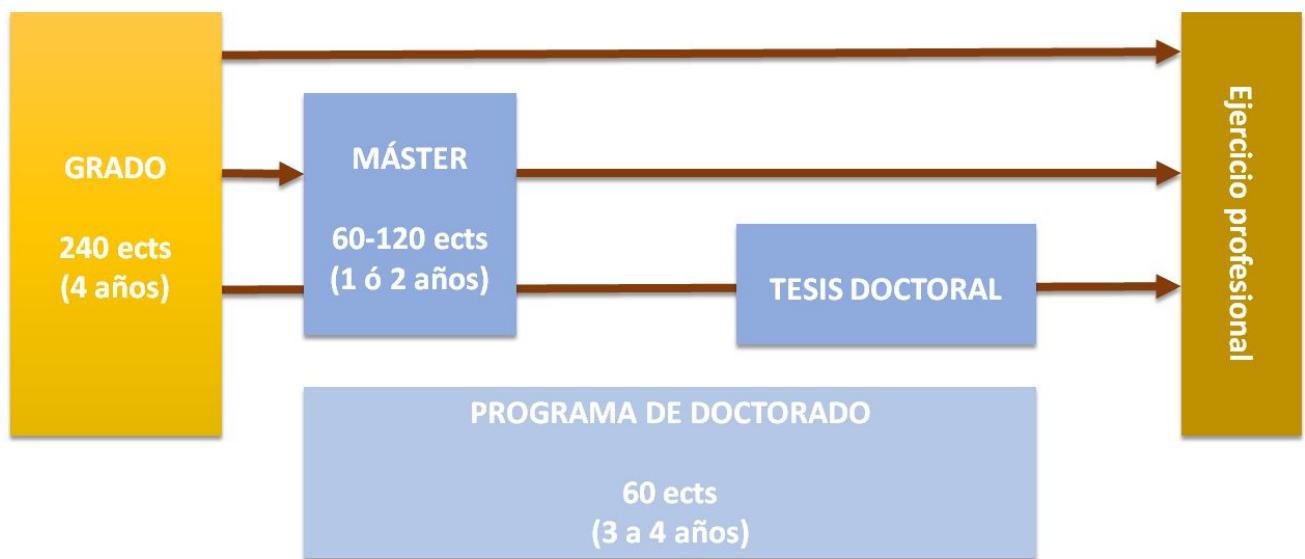 GRADO
240 ects
(4 años)
MÁSTER
60-120 ects
(1 ó 2 años)
TESIS DOCTORAL
PROGRAMA DE DOCTORADO
60 ects
(3 a 4 años)
Ejercicio profesional